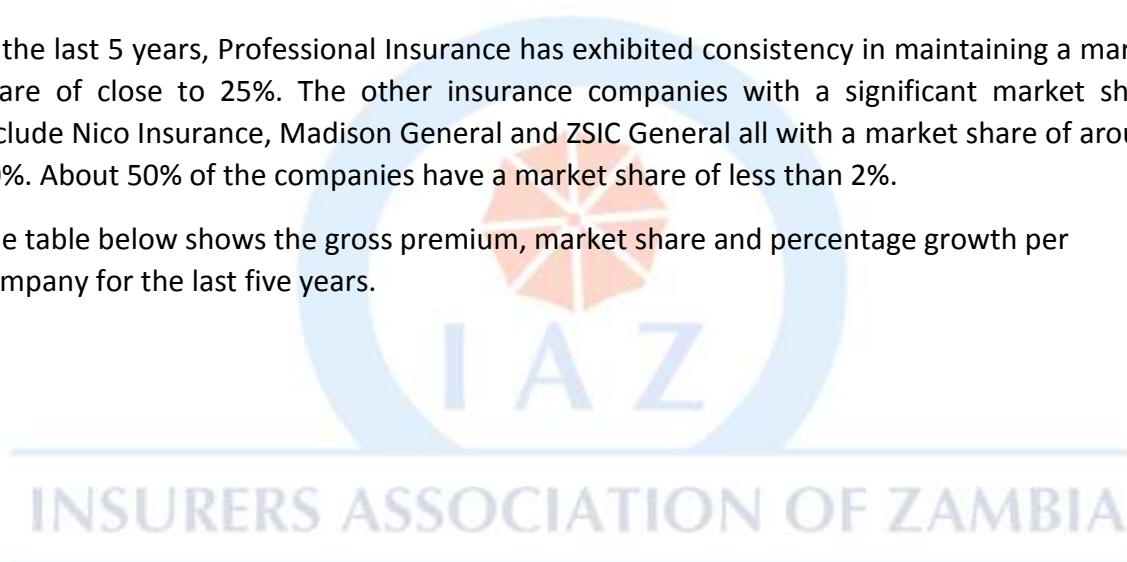 the last 5 years, Professional Insurance has exhibited consistency in maintaining a mar
are of close to 25%. The other insurance companies with a significant market sh
clude Nico Insurance, Madison General and ZSIC General all with a market share of arou
0%. About 50% of the companies have a market share of less than 2%.
e table below shows the gross premium, market share and percentage growth per
mpany for the last five years.
I A Z
INSURERS ASSOCIATION OF ZAMBIA